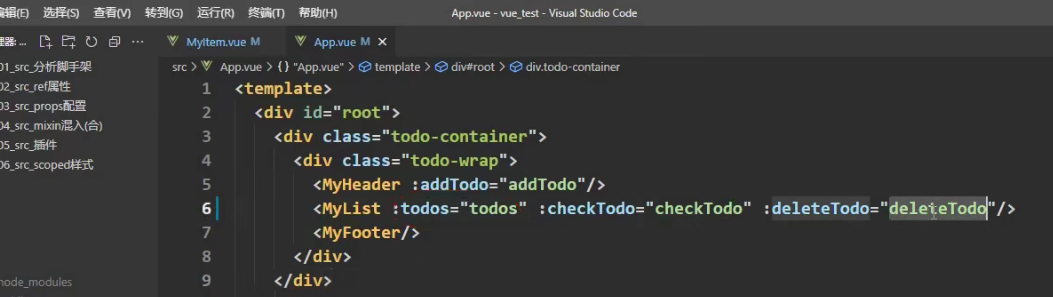 编辑(E) 选择(S) 查看(V) 转到(G) 运行(R) 终端(T) 帮助(H) App.vue - vue_test - Visual Studio Code
理器: ... MyItem.vue M App.vue M
src > App.vue > {} "App.vue" > template > div#root > div.todo-container
01_src_分析脚手架
02_src_ref属性
03_src_props配置
04_src_mixin混入(合)
05_src_插件
06_src_scoped样式
node_modules
1 <template>
2 <div id="root">
3 <div class="todo-container">
4 <div class="todo-wrap">
5 <MyHeader :addTodo="addTodo"/>
6 <MyList :todos="todos" :checkTodo="checkTodo" :deleteTodo="deleteTodo"/>
7 <MyFooter/>
8 </div>
9 </div>